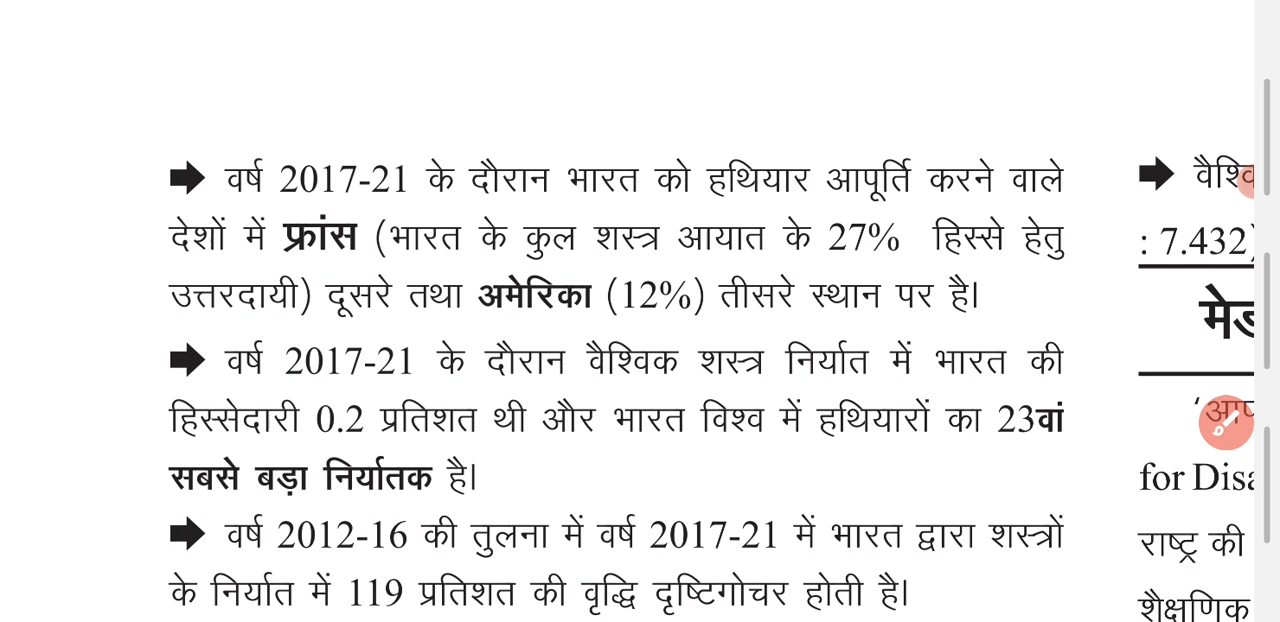 ➡ वर्ष 2017-21 के दौरान भारत को हथियार आपूर्ति करने वाले
देशों में फ्रांस (भारत के कुल शस्त्र आयात के 27% हिस्से हेतु
उत्तरदायी) दूसरे तथा अमेरिका (12%) तीसरे स्थान पर है।
➡ वर्ष 2017-21 के दौरान वैश्विक शस्त्र निर्यात में भारत की
हिस्सेदारी 0.2 प्रतिशत थी और भारत विश्व में हथियारों का 23वां
सबसे बड़ा निर्यातक है।
➡ वर्ष 2012-16 की तुलना में वर्ष 2017-21 में भारत द्वारा शस्त्रों
के निर्यात में 119 प्रतिशत की वृद्धि दृष्टिगोचर होती है।
➡
: 7.432)
for
राष्ट्र की
शैक्षणिक